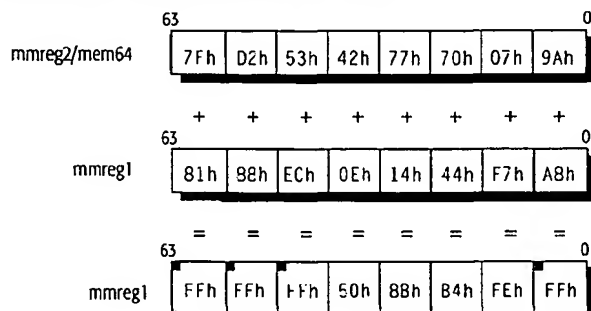 63 0
mmreg2/mem64 7Fh D2h 53h 42h 77h 70h 07h 9Ah
+ + + + + + + +
63 0
mmreg1 81h 88h ECh 0Eh 14h 44h F7h A8h
= = = = = = = =
63 0
mmreg1 FFh FFh FFh 50h 8Bh B4h FEh FFh